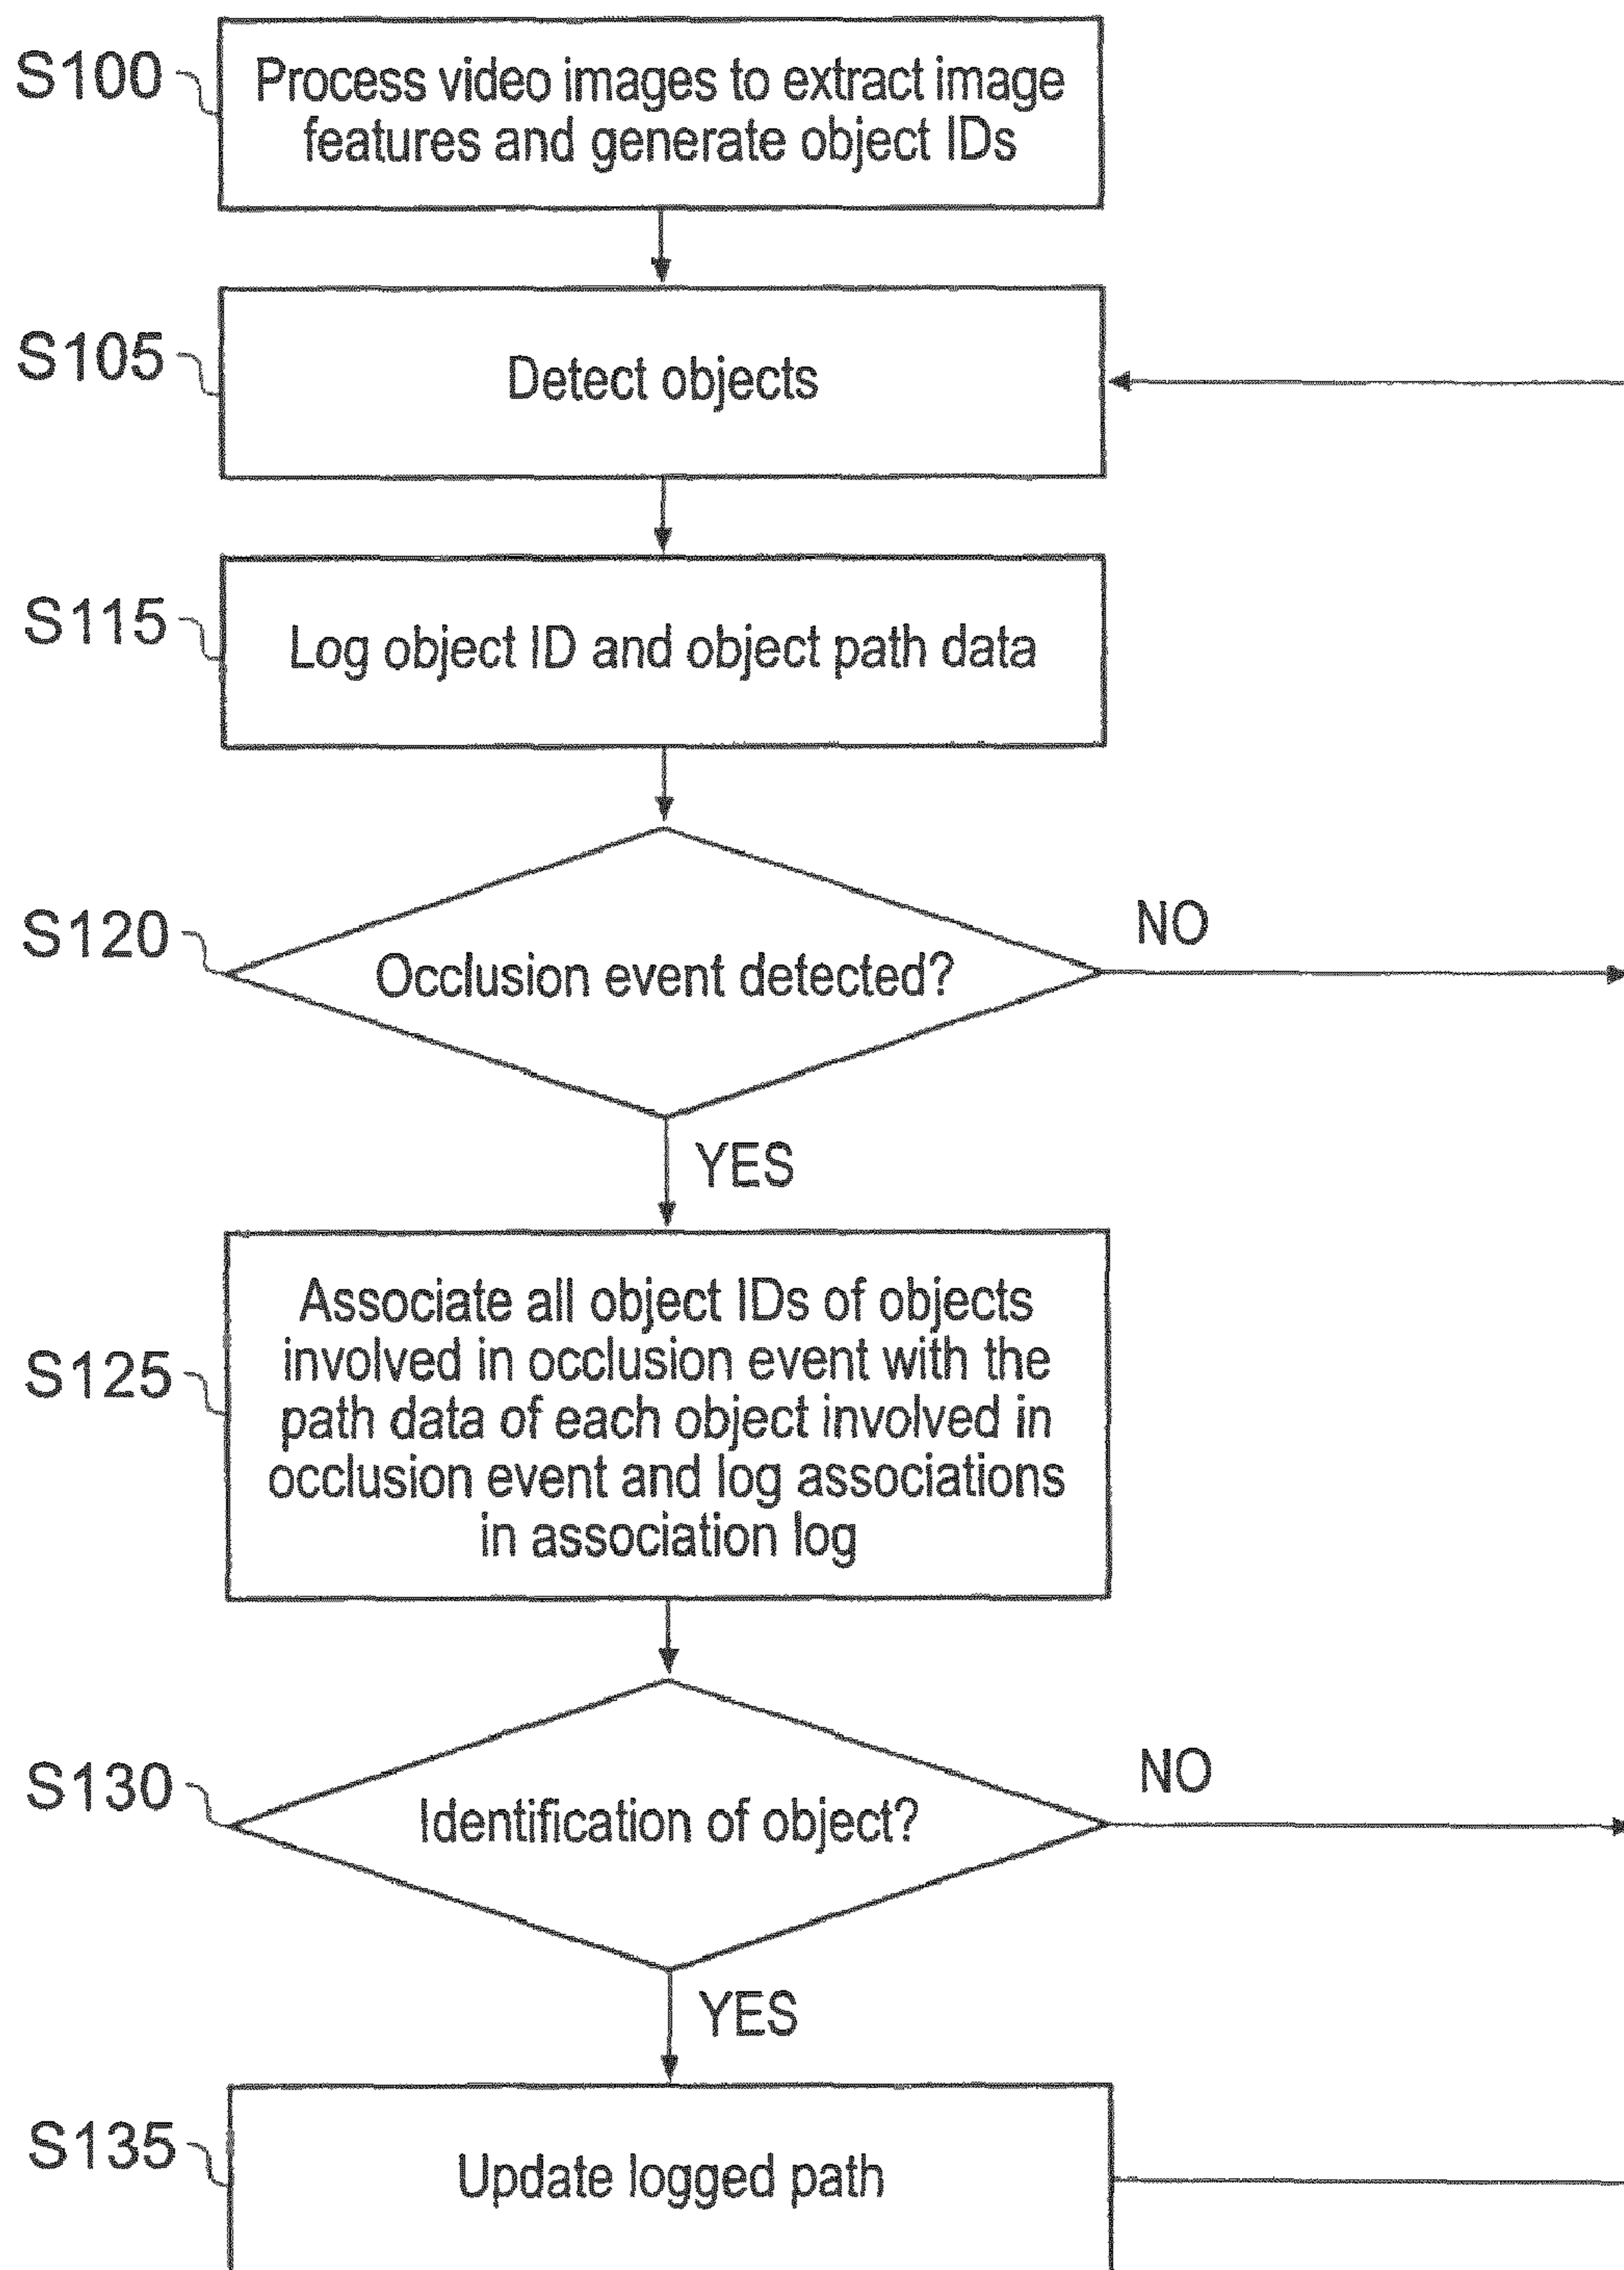 S100
Process video images to extract image
features and generate object IDs
S105
Detect objects
S115
Log object ID and object path data
S120
Occlusion event detected?
NO
YES
S125
Associate all object IDs of objects
involved in occlusion event with the
path data of each object involved in
occlusion event and log associations
in association log
S130
Identification of object?
NO
YES
S135
Update logged path